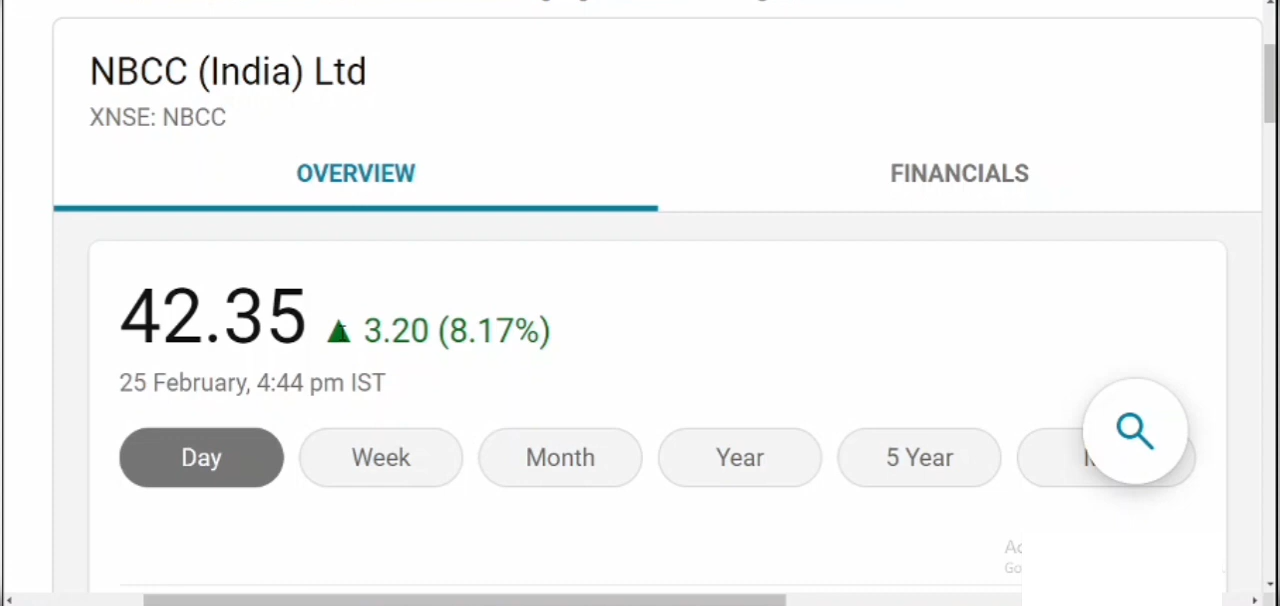 NBCC (India) Ltd
XNSE: NBCC
OVERVIEW FINANCIALS
42.35 ▲ 3.20 (8.17%)
25 February, 4:44 pm IST
Day Week Month Year 5 Year